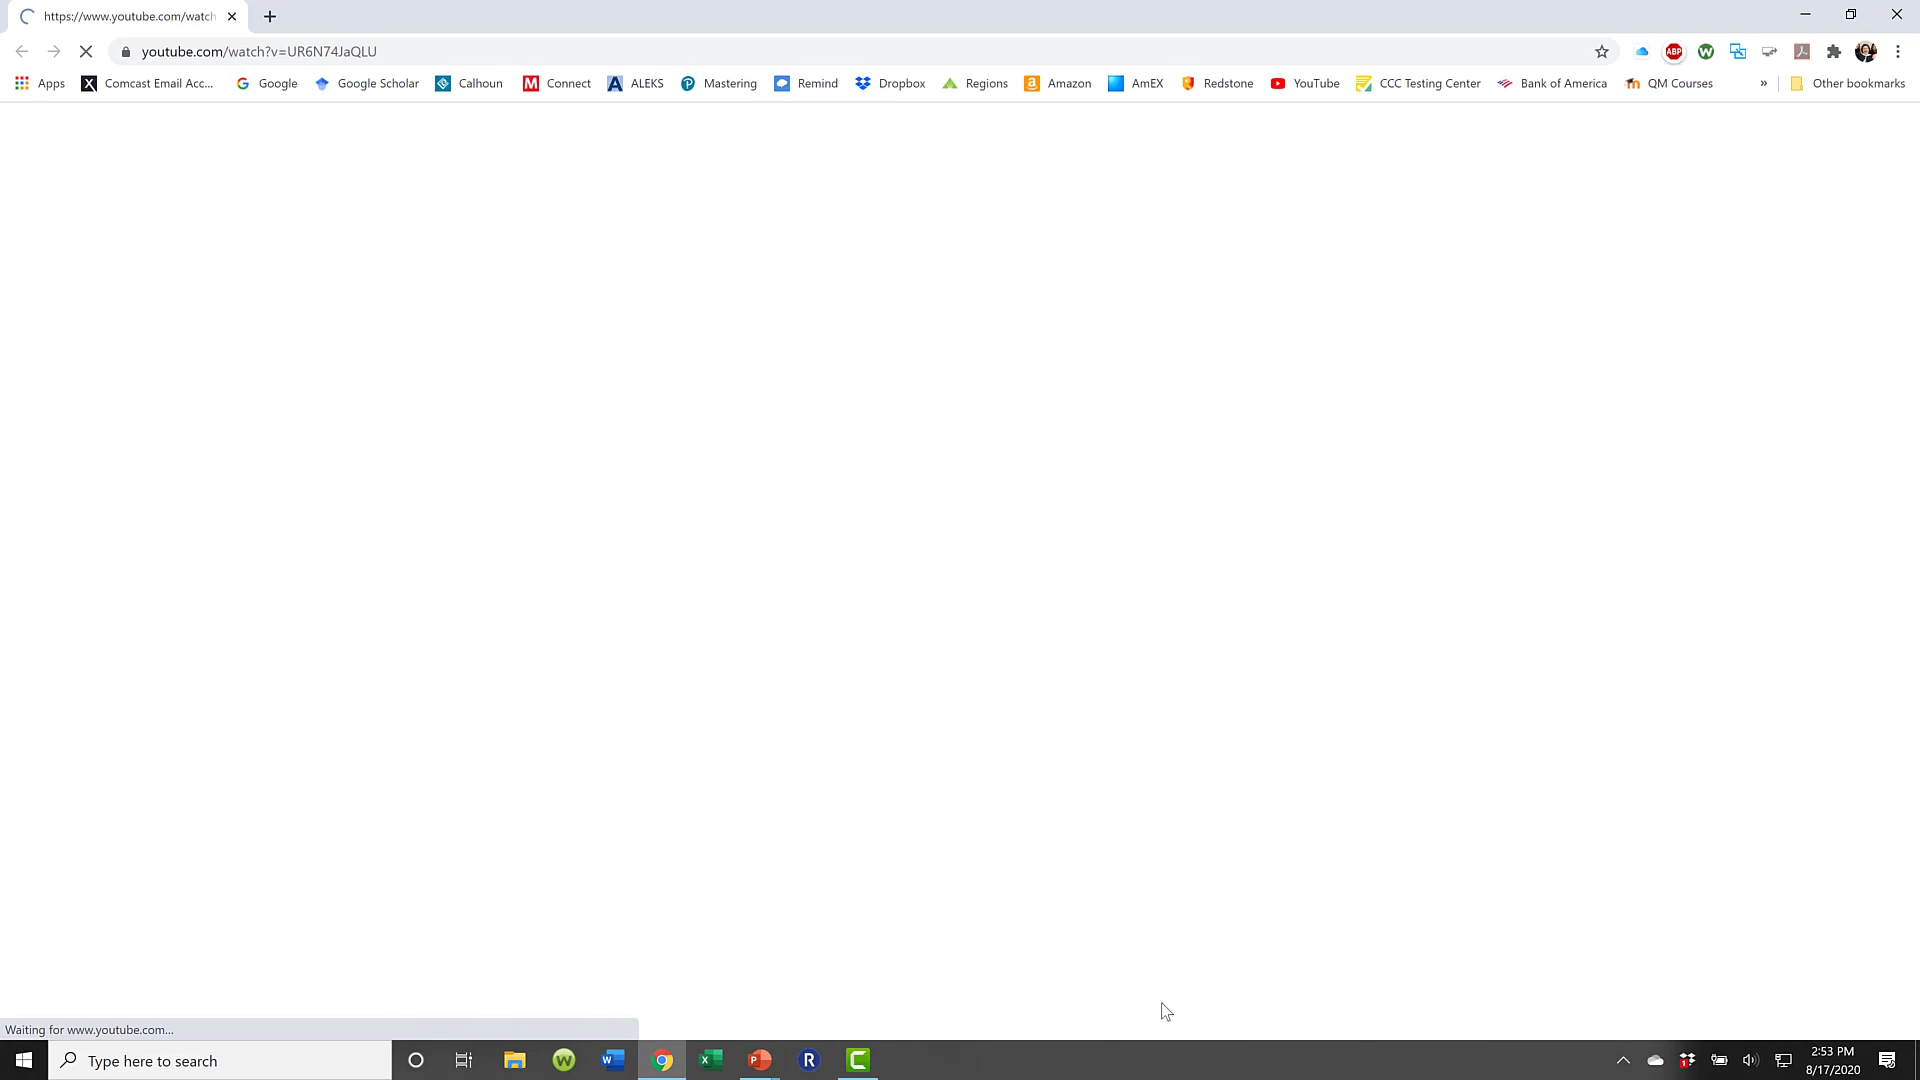 https://www.youtube.com/watch
youtube.com/watch?v=UR6N74JaQLU
ABP W
Apps Comcast Email Acc... Google Google Scholar Calhoun Connect ALEKS Mastering Remind Dropbox Regions Amazon AmEX Redstone YouTube CCC Testing Center Bank of America QM Courses » Other bookmarks
Waiting for www.youtube.com...
Type here to search
2:53 PM
8/17/2020